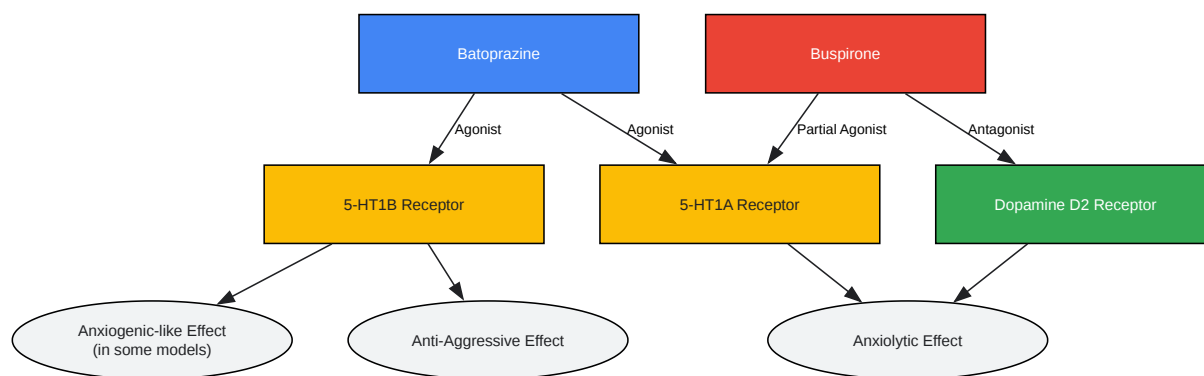 Batoprazine
Buspirone
Agonist
Agonist
Partial Agonist
Antagonist
5-HT1B Receptor
5-HT1A Receptor
Dopamine D2 Receptor
Anxiogenic-like Effect
(in some models)
Anti-Aggressive Effect
Anxiolytic Effect